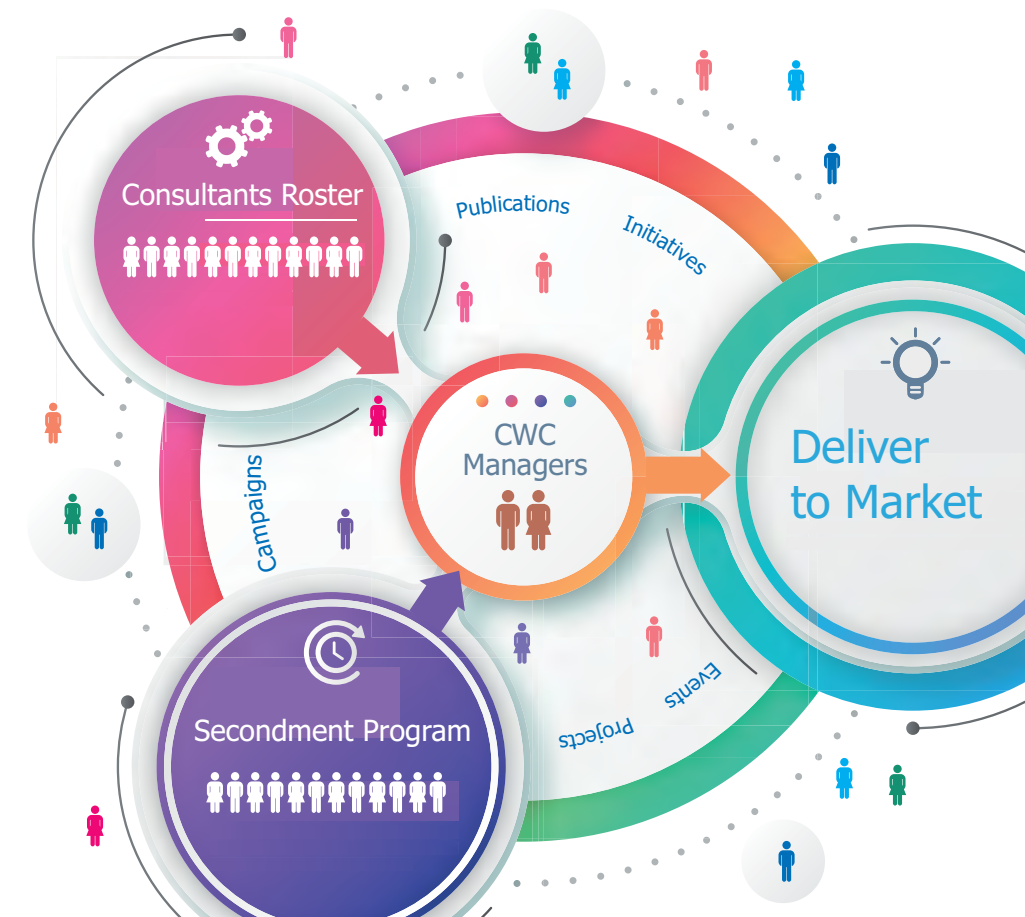 Consultants Roster
Publications
Initiatives
CWC
Managers
Deliver
to Market
Campaigns
Secondment Program
Events
Projects